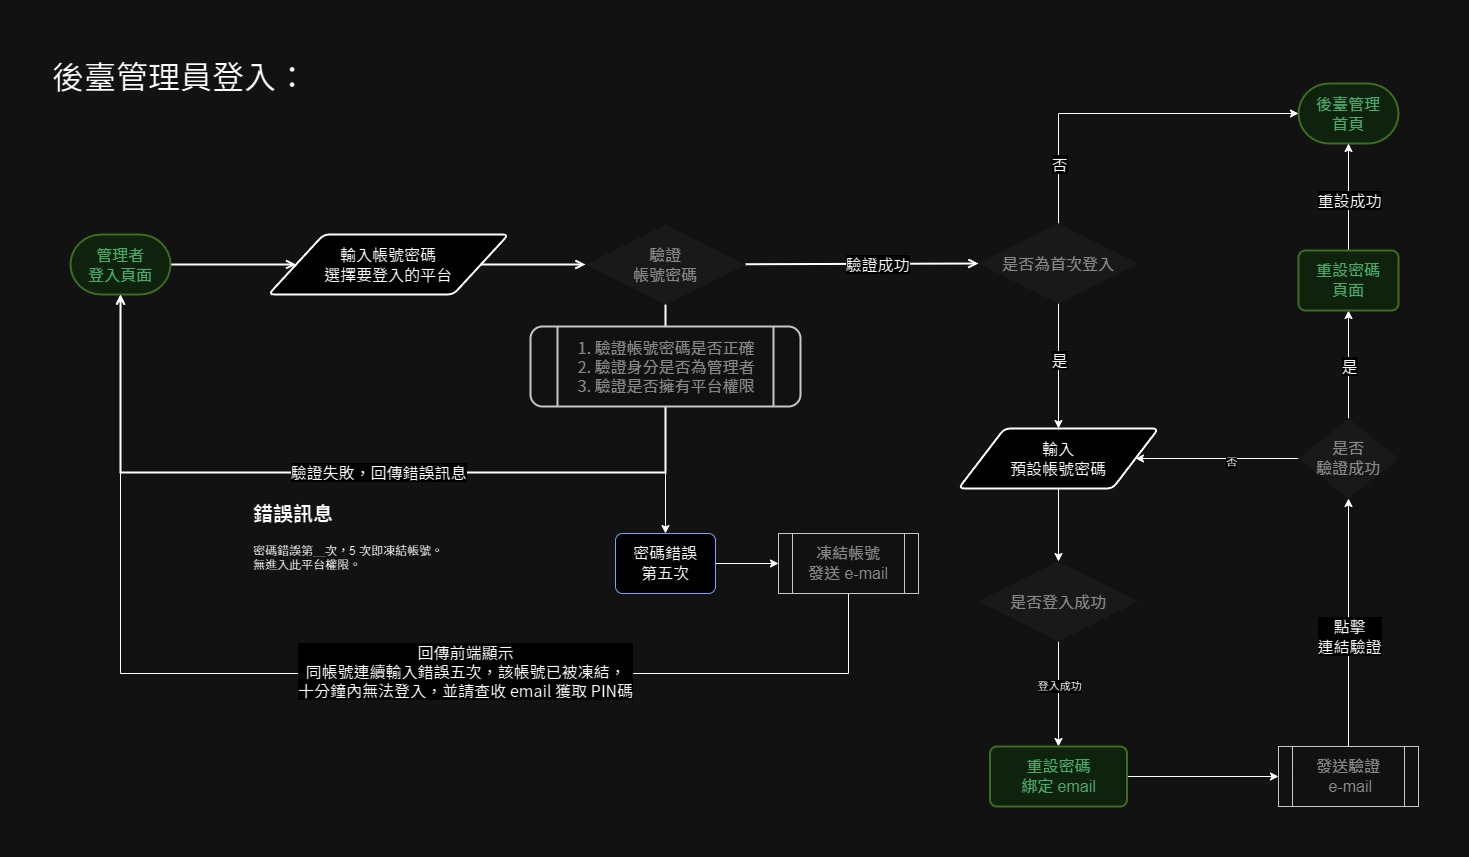 後臺管理員登入：
後臺管理
首頁
否
重設成功
管理者
登入頁面
輸入帳號密碼
選擇要登入的平台
驗證
帳號密碼
驗證成功
是否為首次登入
重設密碼
頁面
1. 驗證帳號密碼是否正確
2. 驗證身分是否為管理者
3. 驗證是否擁有平台權限
是
是
輸入
預設帳號密碼
否
是否
驗證成功
驗證失敗，回傳錯誤訊息
錯誤訊息
密碼錯誤第__次，5 次即凍結帳號。
無進入此平台權限。
密碼錯誤
第五次
凍結帳號
發送 e-mail
是否登入成功
點擊
連結驗證
回傳前端顯示
同帳號連續輸入錯誤五次，該帳號已被凍結，
十分鐘內無法登入，並請查收 email 獲取 PIN碼
登入成功
重設密碼
綁定 email
發送驗證
e-mail